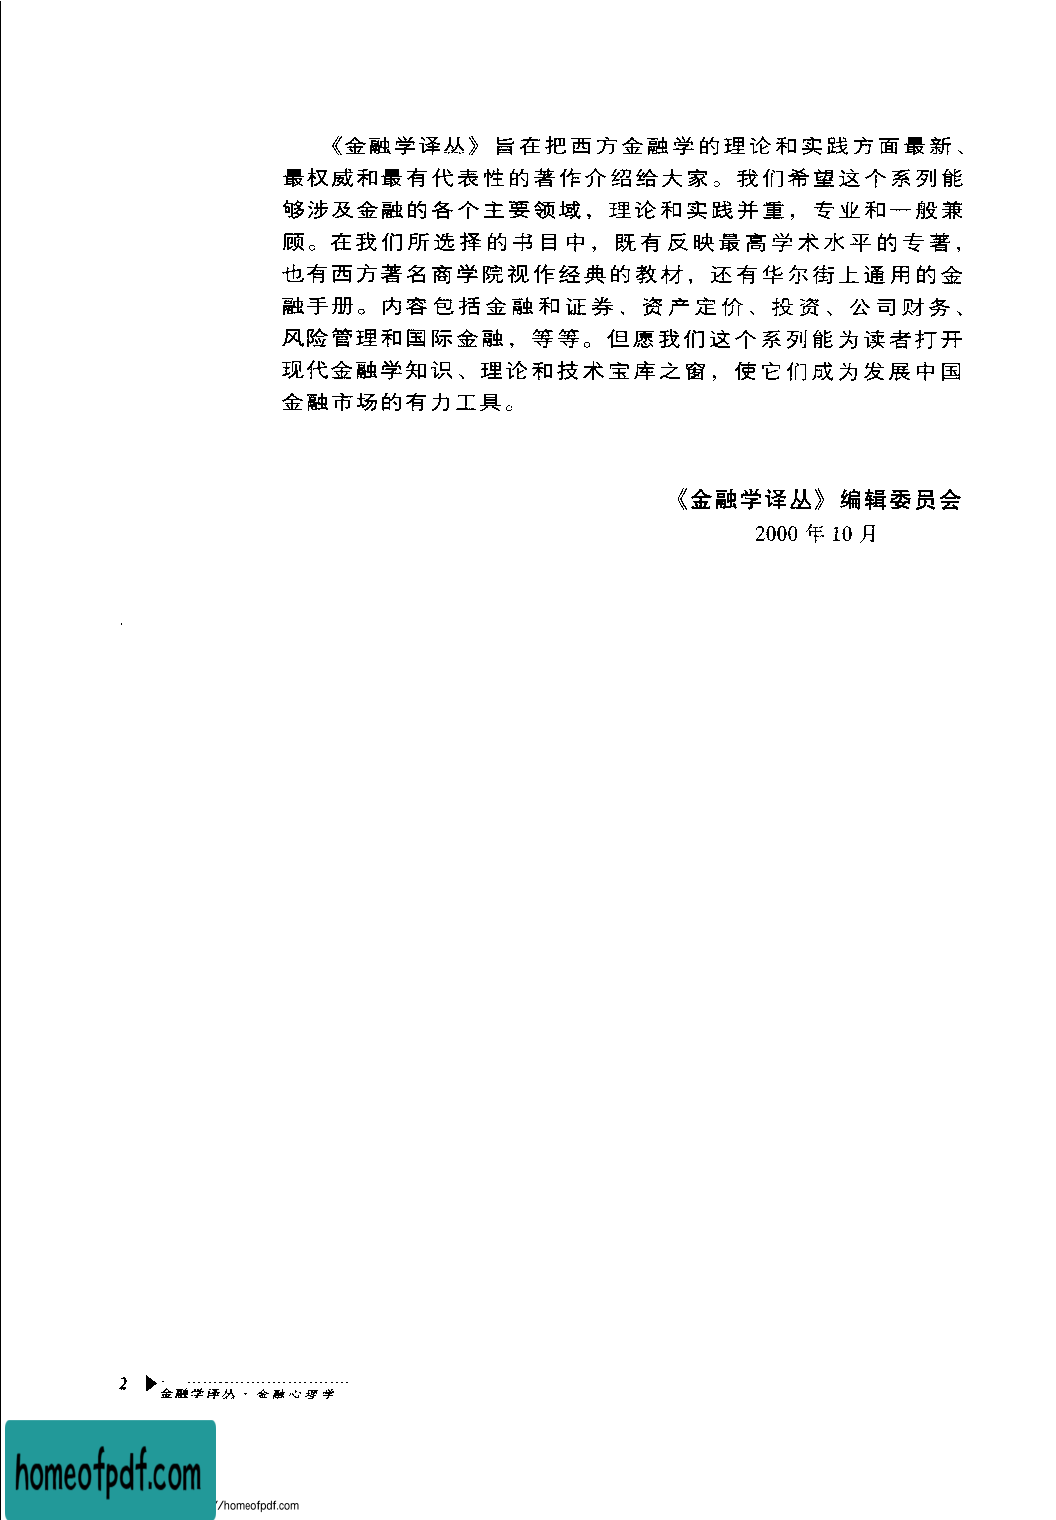 《金融学译丛》旨在把西方金融学的理论和实践方面最新、
最权威和最有代表性的著作介绍给大家。我们希望这个系列能
够涉及金融的各个主要领域，理论和实践并重，专业和一般兼
顾。在我们所选择的书目中，既有反映最高学术水平的专著，
也有西方著名商学院视作经典的教材，还有华尔街上通用的金
融手册。内容包括金融和证券、资产定价、投资、公司财务、
风险管理和国际金融，等等。但愿我们这个系列能为读者打开
现代金融学知识、理论和技术宝库之窗，使它们成为发展中国
金融市场的有力工具。
《金融学译丛》编辑委员会
2000 年 10 月
2
金融学译丛·金融心理学
homeofpdf.com
//homeofpdf.com